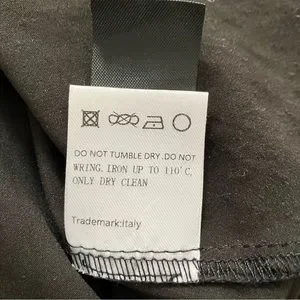 DO NOT TUMBLE DRY.DO NOT
WRING.IRON UP TO 110'C.
ONLY DRY CLEAN
Trademark:Italy